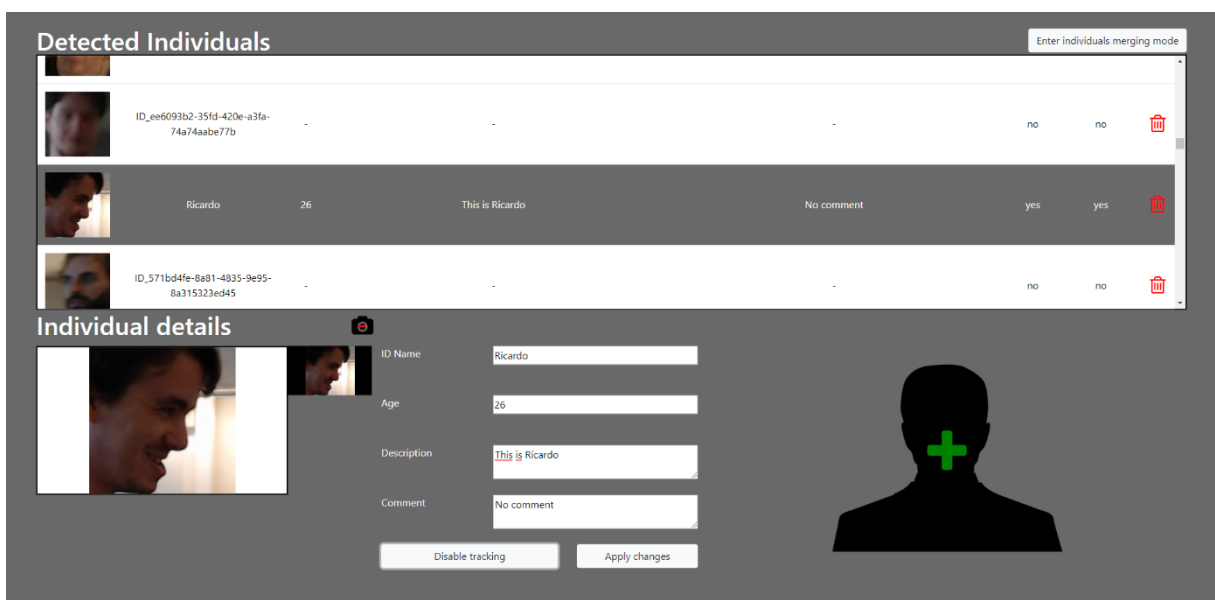 Detected Individuals
Enter individuals merging mode
ID_ee6093b2-35fd-420e-a3fa-
74a74aabe77b
-
-
-
no
no
Ricardo
26
This is Ricardo
No comment
yes
yes
ID_571bd4fe-8a81-4835-9e95-
8a315323ed45
-
-
-
no
no
Individual details
ID Name
Ricardo
Age
26
Description
This is Ricardo
Comment
No comment
Disable tracking
Apply changes